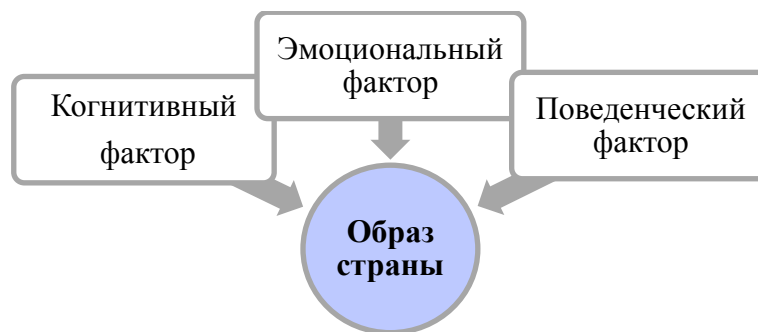 Эмоциональный
фактор
Когнитивный
фактор
Поведенческий
фактор
Образ
страны